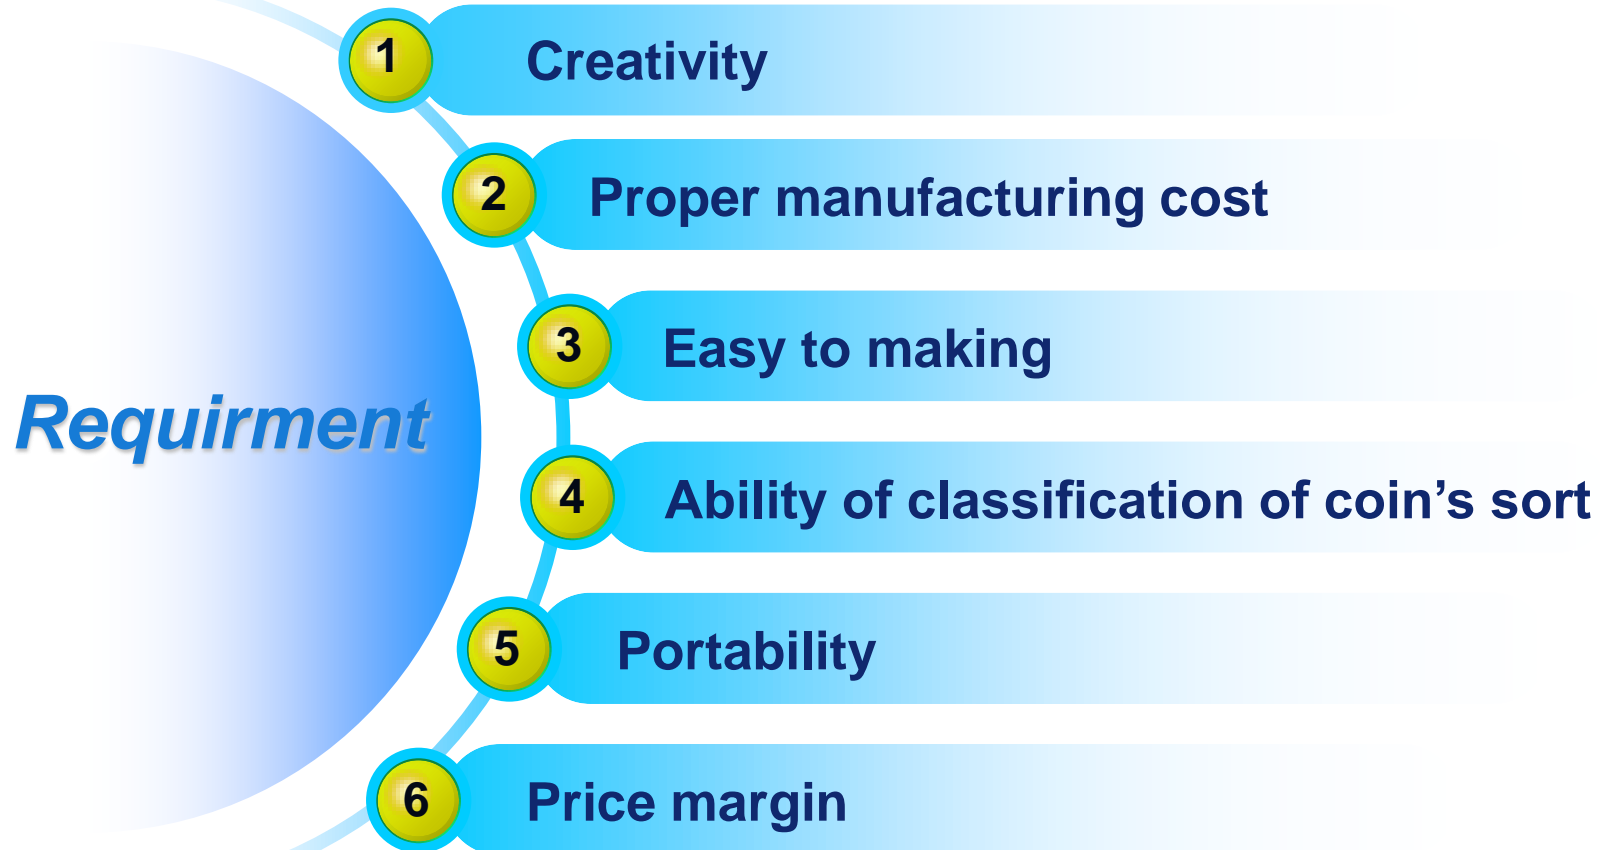 1 Creativity
2 Proper manufacturing cost
3 Easy to making
Requirment
4 Ability of classification of coin’s sort
5 Portability
6 Price margin